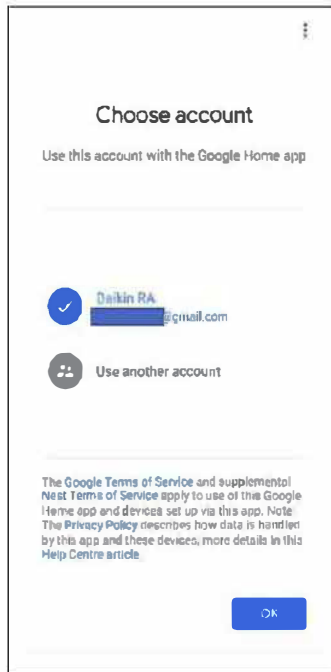 Choose account
Use this account with the Google Home app
Daikin RA
@gmail.com
Use another account
The Google Terms of Service and supplemental
Nest Terms of Service apply to use of this Google
Home app and devices set up via this app. Note
The Privacy Policy describes how data is handled
by this app and these devices, more details in this
Help Centre article
OK